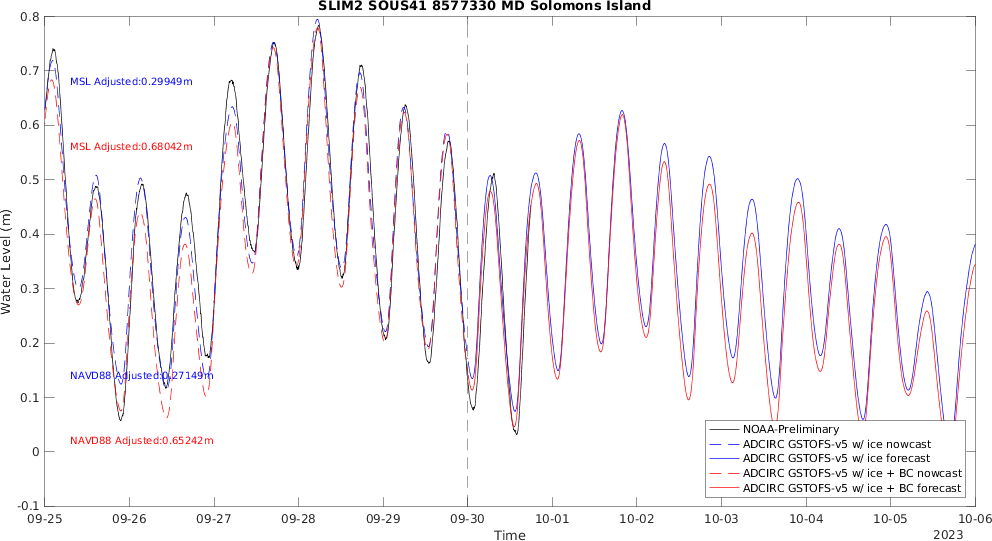 SLIM2 SOUS41 8577330 MD Solomons Island
0.8
0.7
0.6
0.5
0.4
0.3
0.2
0.1
0
-0.1
Water Level (m)
MSL Adjusted:0.29949m
MSL Adjusted:0.68042m
NAVD88 Adjusted:0.27149m
NAVD88 Adjusted:0.65242m
NOAA-Preliminary
ADCIRC GSTOFS-v5 w/ ice nowcast
ADCIRC GSTOFS-v5 w/ ice forecast
ADCIRC GSTOFS-v5 w/ ice + BC nowcast
ADCIRC GSTOFS-v5 w/ ice + BC forecast
09-25 09-26 09-27 09-28 09-29 09-30 10-01 10-02 10-03 10-04 10-05 10-06
Time
2023